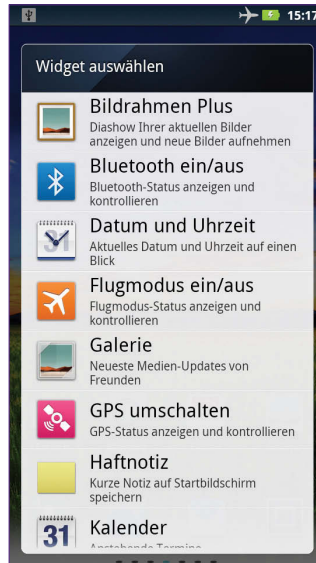 15:17
Widget auswählen
Bildrahmen Plus
Diashow Ihrer aktuellen Bilder
anzeigen und neue Bilder aufnehmen
Bluetooth ein/aus
Bluetooth-Status anzeigen und
kontrollieren
31
Datum und Uhrzeit
Aktuelles Datum und Uhrzeit auf einen
Blick
Flugmodus ein/aus
Flugmodus-Status anzeigen und
kontrollieren
Galerie
Neueste Medien-Updates von
Freunden
GPS umschalten
GPS-Status anzeigen und kontrollieren
Haftnotiz
Kurze Notiz auf Startbildschirm
speichern
31
Kalender
Anstehende Termine